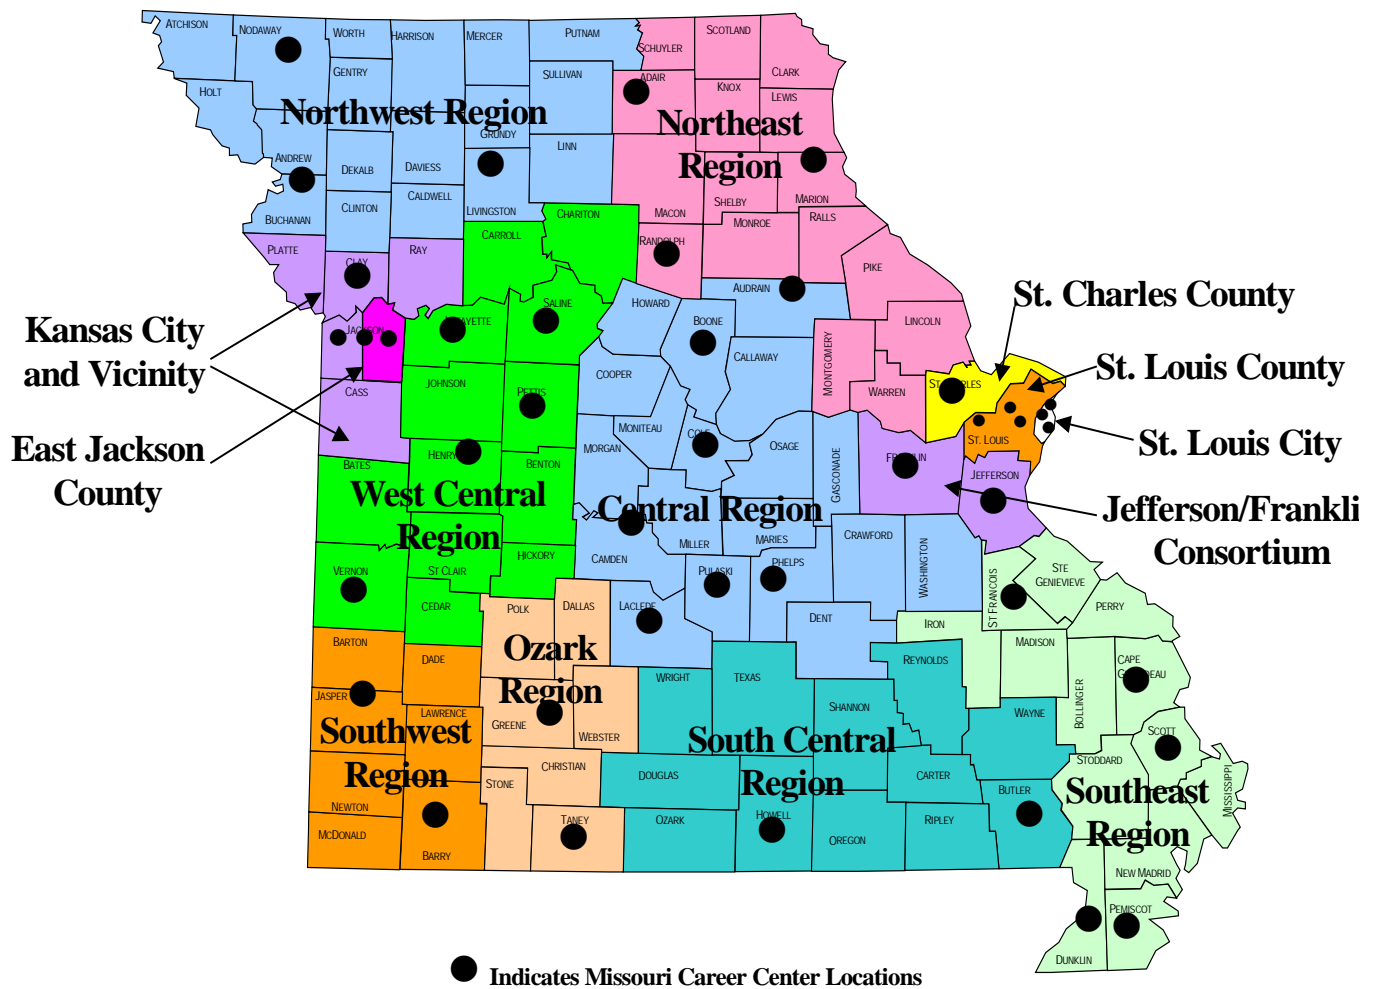 ATCHISON
NODAWAY
WORTH
HARRISON
MERCER
PUTNAM
SCHUYLER
SCOTLAND
CLARK
HOLT
GENTRY
SULLIVAN
ADAIR
KNOX
LEWIS
Northwest Region
GRUNDY
Northeast
Region
ANDREW
DEKALB
DAVIESS
LINN
BUCHANAN
CLINTON
CALDWELL
LIVINGSTON
CHARITON
MACON
SHELBY
MARION
MONROE
RALLS
PLATTE
CLAY
RAY
CARROLL
RANDOLPH
PIKE
AUDRAIN
SALINE
HOWARD
BOONE
LINCOLN
St. Charles County
Kansas City
and Vicinity
JACKSON
LAFAYETTE
CALLAWAY
MONTGOMERY
WARREN
ST CHARLES
St. Louis County
CASS
JOHNSON
PETTIS
COOPER
MONITEAU
COLE
OSAGE
GASCONADE
FRANKLIN
ST. LOUIS
St. Louis City
East Jackson
County
BATES
HENRY
BENTON
MORGAN
JEFFERSON
West Central
Region
Central Region
MILLER
MARIES
CRAWFORD
WASHINGTON
Jefferson/Frankli
Consortium
VERNON
ST CLAIR
HICKORY
CAMDEN
PULASKI
PHELPS
ST FRANCOIS
STE
GENEVIEVE
CEDAR
POLK
DALLAS
LACLEDE
DENT
IRON
PERRY
BARTON
DADE
Ozark
Region
WRIGHT
TEXAS
REYNOLDS
MADISON
BOLLINGER
CAPE
JASPER
LAWRENCE
GREENE
WEBSTER
SHANNON
WAYNE
SCOTT
Southwest
Region
South Central
Region
STODDARD
MISSISSIPPI
NEWTON
STONE
CHRISTIAN
DOUGLAS
CARTER
BUTLER
Southeast
Region
MCDONALD
BARRY
TANEY
OZARK
HOWELL
OREGON
RIPLEY
NEW MADRID
PEMISCOT
DUNKLIN
Indicates Missouri Career Center Locations